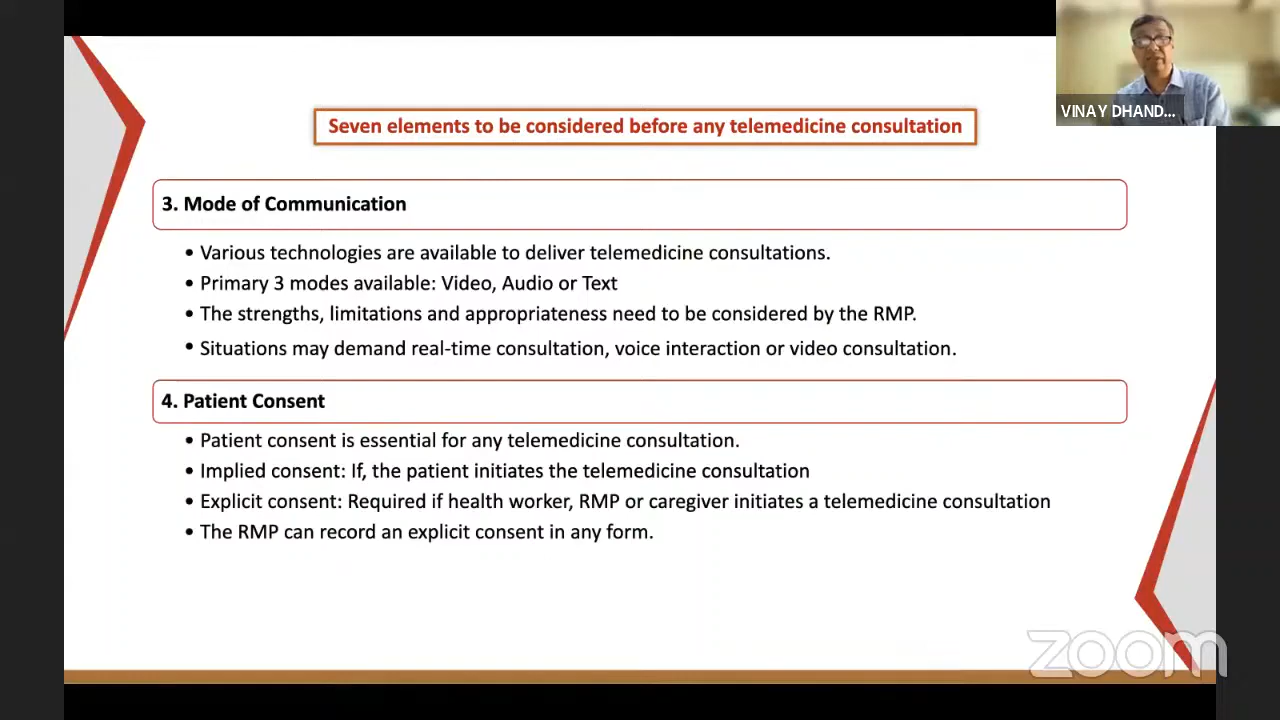 VINAY DHAND...
Seven elements to be considered before any telemedicine consultation
3. Mode of Communication
• Various technologies are available to deliver telemedicine consultations.
• Primary 3 modes available: Video, Audio or Text
• The strengths, limitations and appropriateness need to be considered by the RMP.
• Situations may demand real-time consultation, voice interaction or video consultation.
4. Patient Consent
• Patient consent is essential for any telemedicine consultation.
• Implied consent: If, the patient initiates the telemedicine consultation
• Explicit consent: Required if health worker, RMP or caregiver initiates a telemedicine consultation
• The RMP can record an explicit consent in any form.
zoom